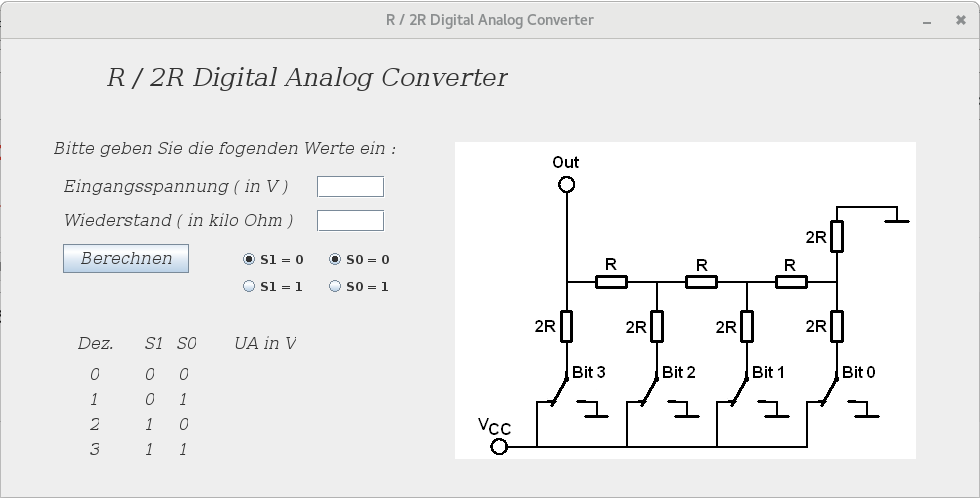 R / 2R Digital Analog Converter
R / 2R Digital Analog Converter
Bitte geben Sie die fogenden Werte ein :
Eingangsspannung ( in V )
Wiederstand ( in kilo Ohm )
Berechnen
S1 = 0 S0 = 0
S1 = 1 S0 = 1
Dez. S1 S0 UA in V
0 0 0
1 0 1
2 1 0
3 1 1
Out
2R
R R R
2R 2R 2R 2R
Bit 3 Bit 2 Bit 1 Bit 0
VCC